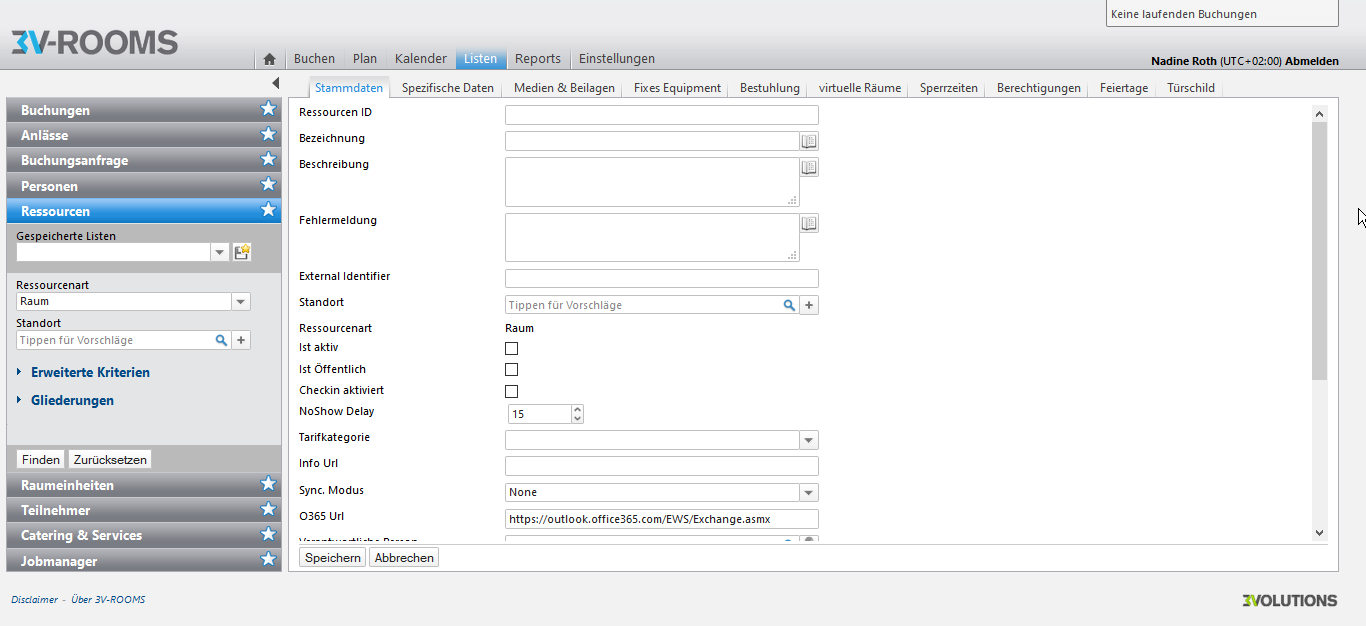 Keine laufenden Buchungen
3V-ROOMS
Buchen Plan Kalender Listen Reports Einstellungen
Nadine Roth (UTC+02:00) Abmelden
Stammdaten Spezifische Daten Medien & Beilagen Fixes Equipment Bestuhlung virtuelle Räume Sperrzeiten Berechtigungen Feiertage Türschild
Buchungen
Anlässe
Buchungsanfrage
Personen
Ressourcen
Gespeicherte Listen
Ressourcenart
Raum
Standort
Tippen für Vorschläge
Erweiterte Kriterien
Gliederungen
Finden Zurücksetzen
Raumeinheiten
Teilnehmer
Catering & Services
Jobmanager
Ressourcen ID
Bezeichnung
Beschreibung
Fehlermeldung
External Identifier
Standort Tippen für Vorschläge
Ressourcenart Raum
Ist aktiv
Ist Öffentlich
Checkin aktiviert
NoShow Delay 15
Tarifkategorie
Info Url
Sync. Modus None
O365 Url https://outlook.office365.com/EWS/Exchange.asmx
Verantwortliche Person
Speichern Abbrechen
Disclaimer - Über 3V-ROOMS
3VOLUTIONS